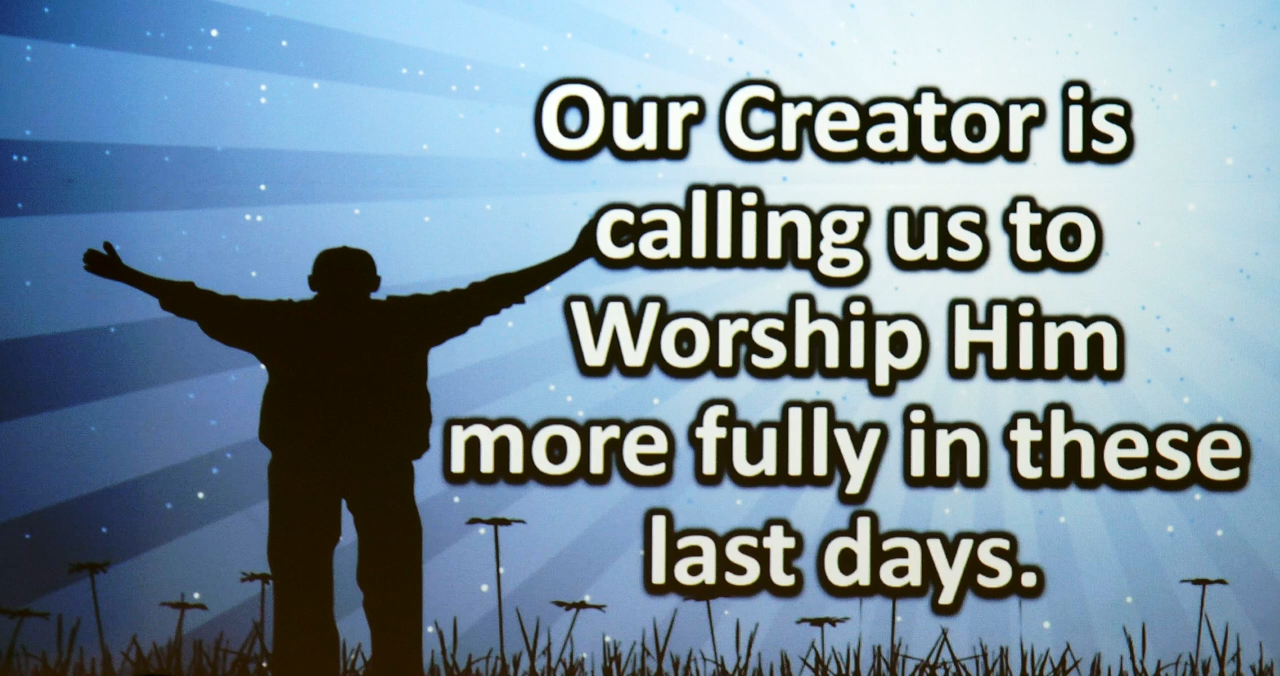 Our Creator is
calling us to
Worship Him
more fully in these
last days.